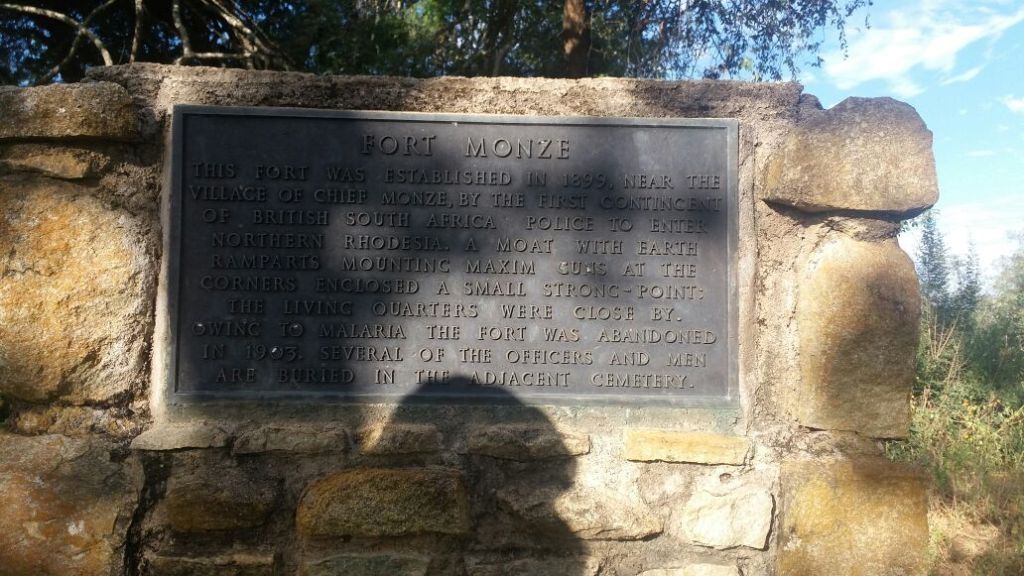 FORT MONZE
THIS FORT WAS ESTABLISHED IN 1899, NEAR THE
VILLAGE OF CHIEF MONZE, BY THE FIRST CONTINGENT
OF BRITISH SOUTH AFRICA POLICE TO ENTER
NORTHERN RHODESIA. A MOAT WITH EARTH
RAMPARTS MOUNTING MAXIM GUNS AT THE
CORNERS ENCLOSED A SMALL STRONG-POINT;
THE LIVING QUARTERS WERE CLOSE BY.
OWING TO MALARIA THE FORT WAS ABANDONED
IN 1903. SEVERAL OF THE OFFICERS AND MEN
ARE BURIED IN THE ADJACENT CEMETERY.